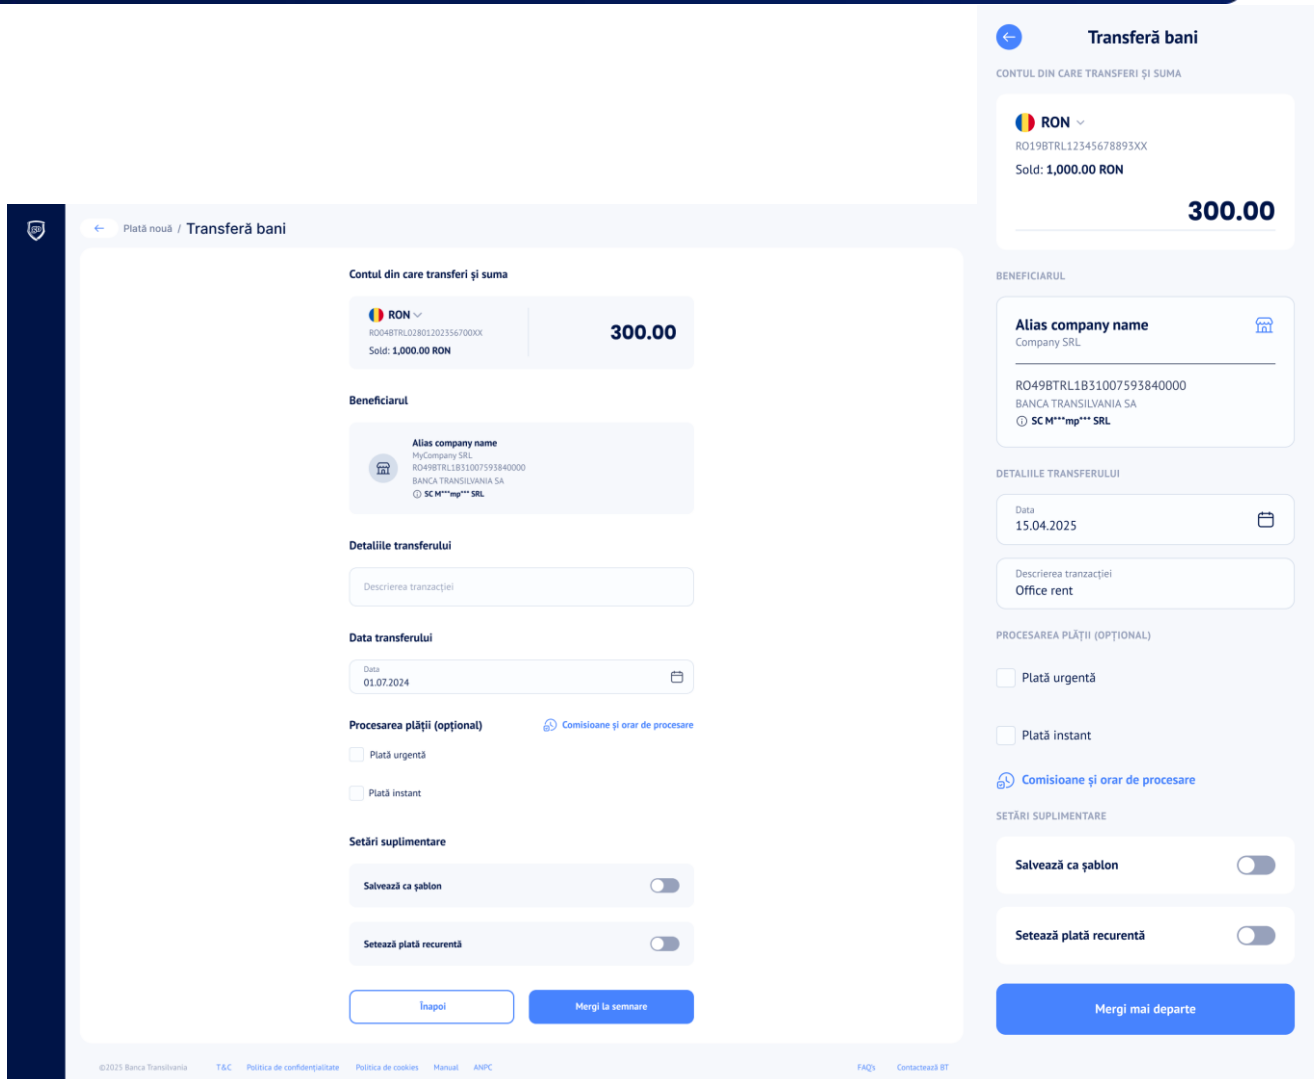 Plată nouă / Transferă bani
Contul din care transferi și suma
RON
RO04BTRL02801202356700XX
Sold: 1,000.00 RON
300.00
Beneficiarul
Alias company name
MyCompany SRL
RO49BTRL1B31007593840000
BANCA TRANSILVANIA SA
SC M***mp*** SRL
Detaliile transferului
Descrierea tranzacției
Data transferului
Data
01.07.2024
Procesarea plății (opțional)
Comisioane și orar de procesare
Plată urgentă
Plată instant
Setări suplimentare
Salvează ca șablon
Setează plată recurentă
Înapoi
Mergi la semnare
©2025 Banca Transilvania
T&C
Politica de confidențialitate
Politica de cookies
Manual
ANPC
FAQ's
Contactează BT
Transferă bani
CONTUL DIN CARE TRANSFERI ȘI SUMA
RON
RO19BTRL12345678893XX
Sold: 1,000.00 RON
300.00
BENEFICIARUL
Alias company name
Company SRL
RO49BTRL1B31007593840000
BANCA TRANSILVANIA SA
SC M***mp*** SRL
DETALIILE TRANSFERULUI
Data
15.04.2025
Descrierea tranzacției
Office rent
PROCESAREA PLĂȚII (OPȚIONAL)
Plată urgentă
Plată instant
Comisioane și orar de procesare
SETĂRI SUPLIMENTARE
Salvează ca șablon
Setează plată recurentă
Mergi mai departe